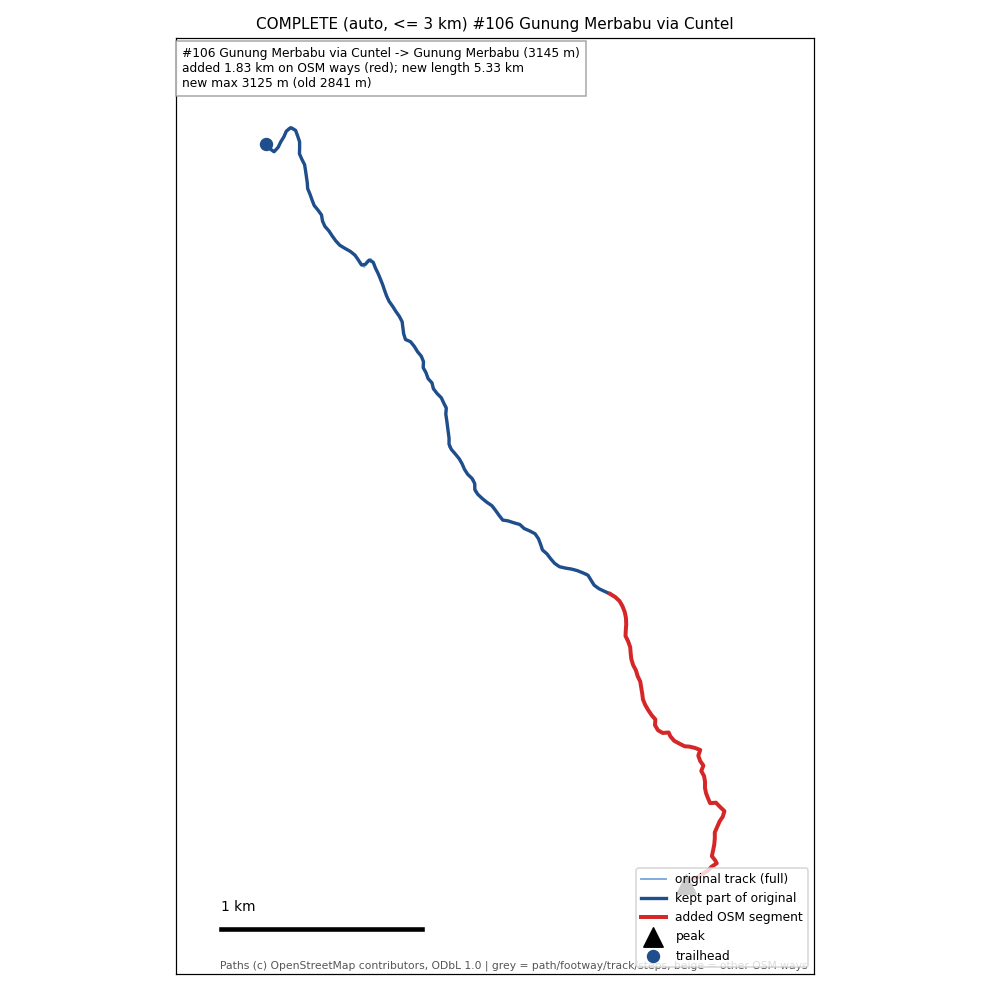 COMPLETE (auto, <= 3 km) #106 Gunung Merbabu via Cuntel
#106 Gunung Merbabu via Cuntel -> Gunung Merbabu (3145 m)
added 1.83 km on OSM ways (red); new length 5.33 km
new max 3125 m (old 2841 m)
1 km
original track (full)
kept part of original
added OSM segment
peak
trailhead
Paths (c) OpenStreetMap contributors, ODbL 1.0 | grey = path/footway/track/steps, beige = other OSM ways